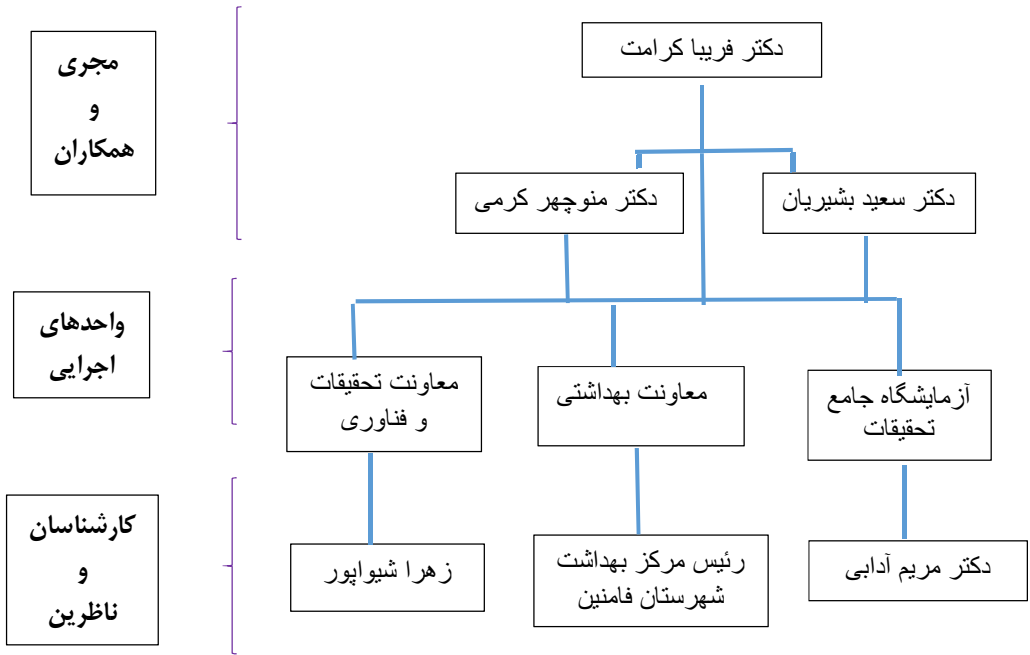 مجری
و
همکاران
دکتر فریبا کرامت
دکتر سعید بشیریان
دکتر منوچهر کرمی
واحدهای
اجرایی
آزمایشگاه جامع
تحقیقات
معاونت بهداشتی
معاونت تحقیقات
و فناوری
کارشناسان
و
ناظرین
دکتر مریم آدابی
رئیس مرکز بهداشت
شهرستان فامنین
زهرا شیواپور